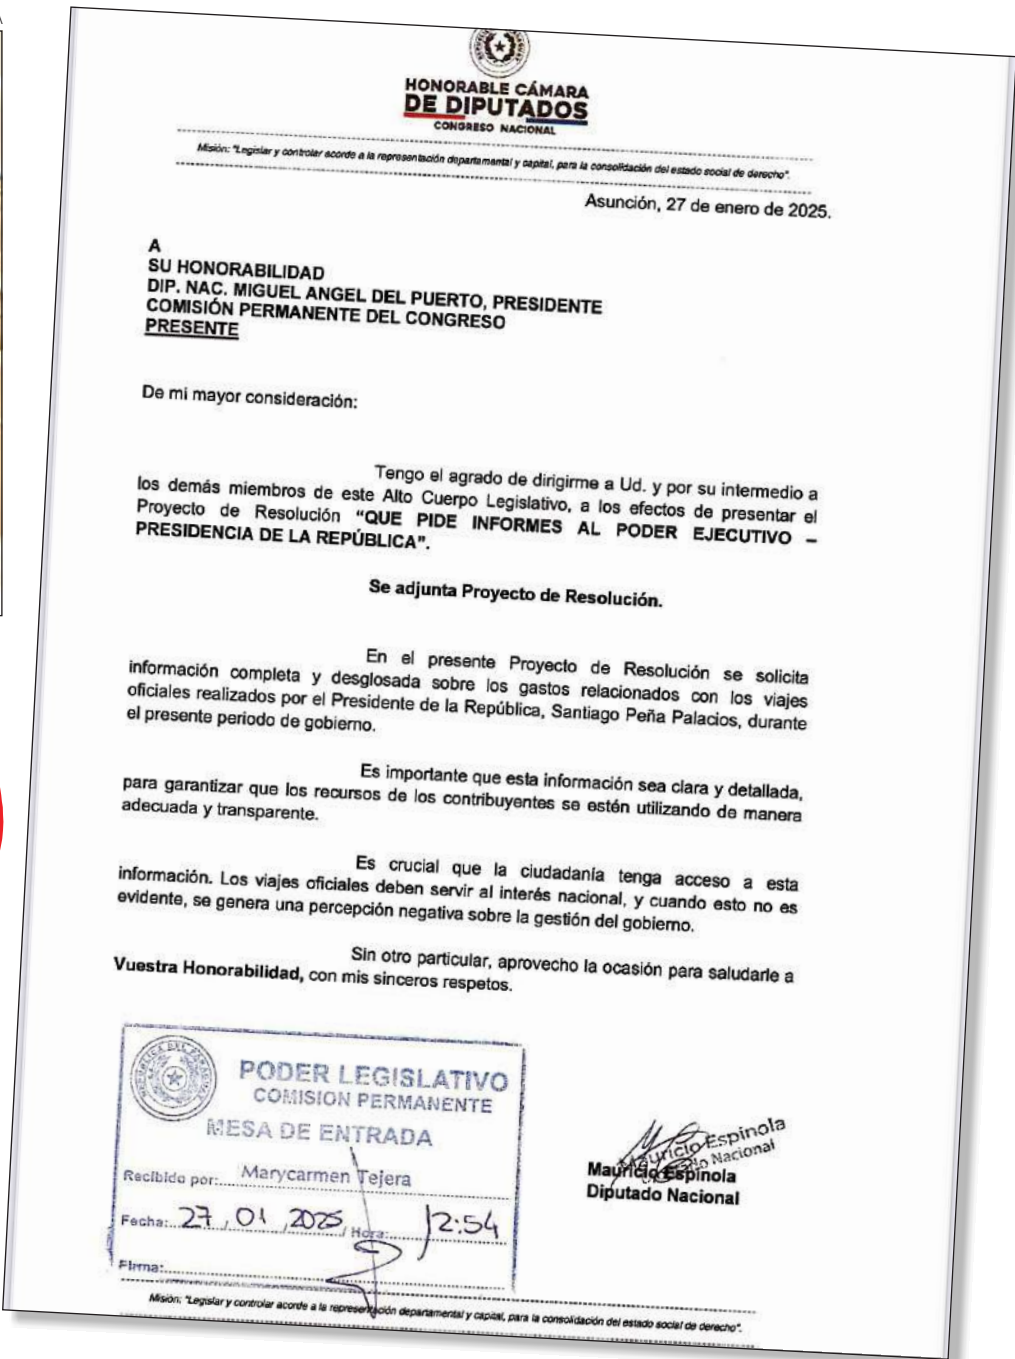 HONORABLE CÁMARA
DE DIPUTADOS
CONGRESO NACIONAL
Misión: "Legislar y controlar acorde a la representación departamental y capital, para la consolidación del estado social de derecho".
Asunción, 27 de enero de 2025.
A
SU HONORABILIDAD
DIP. NAC. MIGUEL ANGEL DEL PUERTO, PRESIDENTE
COMISIÓN PERMANENTE DEL CONGRESO
PRESENTE
De mi mayor consideración:
Tengo el agrado de dirigirme a Ud. y por su intermedio a
los demás miembros de este Alto Cuerpo Legislativo, a los efectos de presentar el
Proyecto de Resolución "QUE PIDE INFORMES AL PODER EJECUTIVO –
PRESIDENCIA DE LA REPÚBLICA".
Se adjunta Proyecto de Resolución.
En el presente Proyecto de Resolución se solicita
información completa y desglosada sobre los gastos relacionados con los viajes
oficiales realizados por el Presidente de la República, Santiago Peña Palacios, durante
el presente periodo de gobierno.
Es importante que esta información sea clara y detallada,
para garantizar que los recursos de los contribuyentes se estén utilizando de manera
adecuada y transparente.
Es crucial que la ciudadanía tenga acceso a esta
información. Los viajes oficiales deben servir al interés nacional, y cuando esto no es
evidente, se genera una percepción negativa sobre la gestión del gobierno.
Sin otro particular, aprovecho la ocasión para saludarle a
Vuestra Honorabilidad, con mis sinceros respetos.
REPUBLICA DEL PARAGUAY
PODER LEGISLATIVO
COMISION PERMANENTE
MESA DE ENTRADA
Recibido por: Marycarmen Tejera
Fecha: 27 / 01 / 2025 / Hora: 12:54
Firma:
Mauricio Espinola
Nacional
Mauricio Espinola
Diputado Nacional
Misión: "Legislar y controlar acorde a la representación departamental y capital, para la consolidación del estado social de derecho".